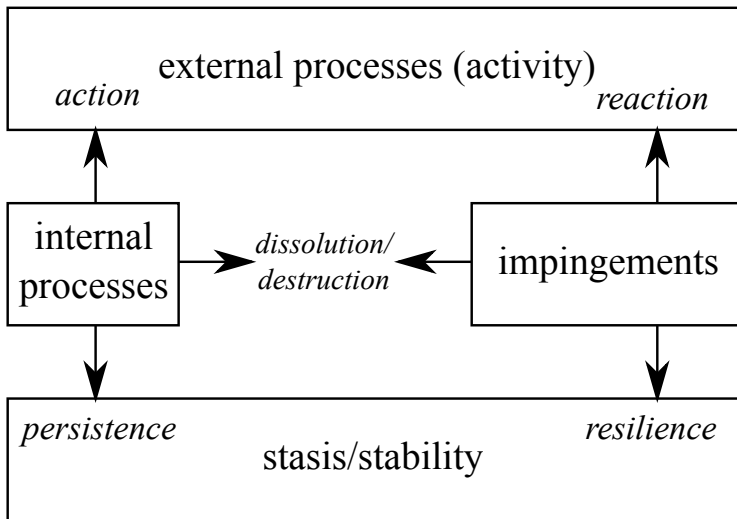 external processes (activity)
action
reaction
internal
processes
dissolution/
destruction
impingements
persistence
resilience
stasis/stability